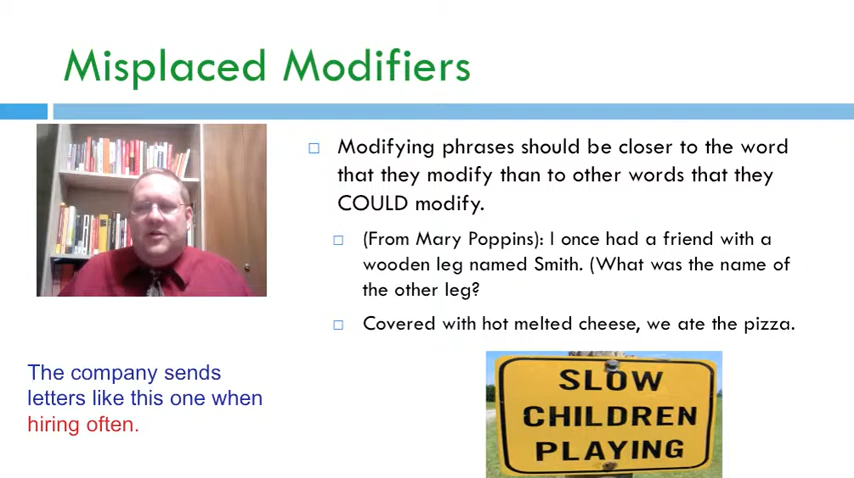 Misplaced Modifiers
Modifying phrases should be closer to the word
that they modify than to other words that they
COULD modify.
(From Mary Poppins): I once had a friend with a
wooden leg named Smith. (What was the name of
the other leg?
Covered with hot melted cheese, we ate the pizza.
The company sends
letters like this one when
hiring often.
SLOW
CHILDREN
PLAYING